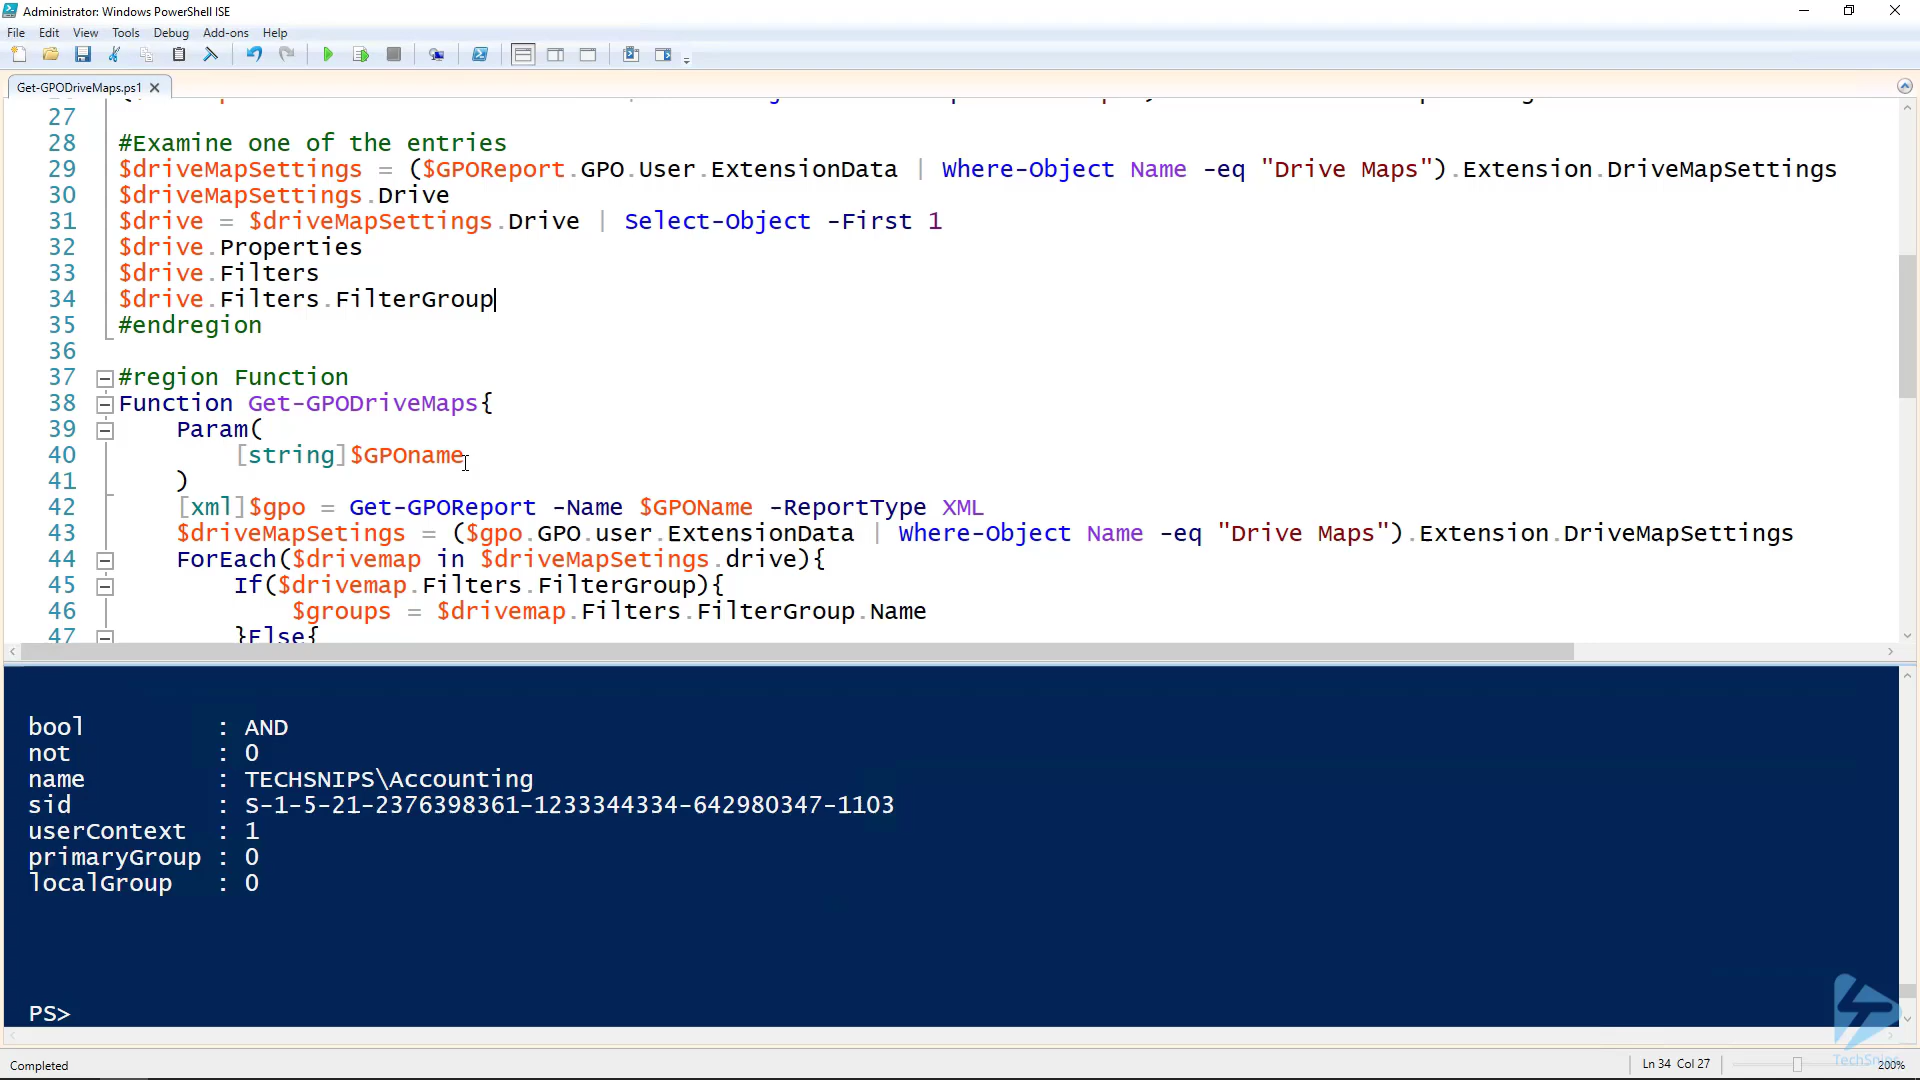 Administrator: Windows PowerShell ISE
File Edit View Tools Debug Add-ons Help
Get-GPODriveMaps.ps1
27
28 #Examine one of the entries
29 $driveMapSettings = ($GPOReport.GPO.User.ExtensionData | Where-Object Name -eq "Drive Maps").Extension.DriveMapSettings
30 $driveMapSettings.Drive
31 $drive = $driveMapSettings.Drive | Select-Object -First 1
32 $drive.Properties
33 $drive.Filters
34 $drive.Filters.FilterGroup
35 #endregion
36
37 #region Function
38 Function Get-GPODriveMaps{
39 Param(
40 [string]$GPOname
41 )
42 [xml]$gpo = Get-GPOReport -Name $GPOName -ReportType XML
43 $driveMapSetings = ($gpo.GPO.user.ExtensionData | Where-Object Name -eq "Drive Maps").Extension.DriveMapSettings
44 ForEach($drivemap in $driveMapSetings.drive){
45 If($drivemap.Filters.FilterGroup){
46 $groups = $drivemap.Filters.FilterGroup.Name
47 }Else{
bool : AND
not : 0
name : TECHSNIPS\Accounting
sid : S-1-5-21-2376398361-1233344334-642980347-1103
userContext : 1
primaryGroup : 0
localGroup : 0
PS>
TechSnips
Completed
Ln 34 Col 27
200%